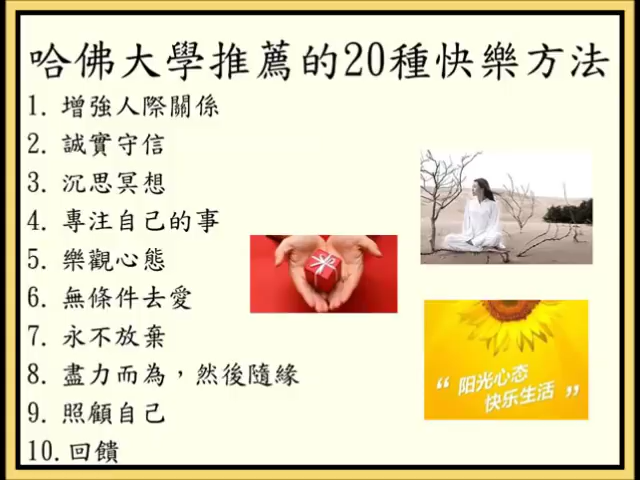 哈佛大學推薦的20種快樂方法
1. 增強人際關係
2. 誠實守信
3. 沉思冥想
4. 專注自己的事
5. 樂觀心態
6. 無條件去愛
7. 永不放棄
8. 盡力而為，然後隨緣
9. 照顧自己
10. 回饋
“ 阳光心态
快乐生活 ”